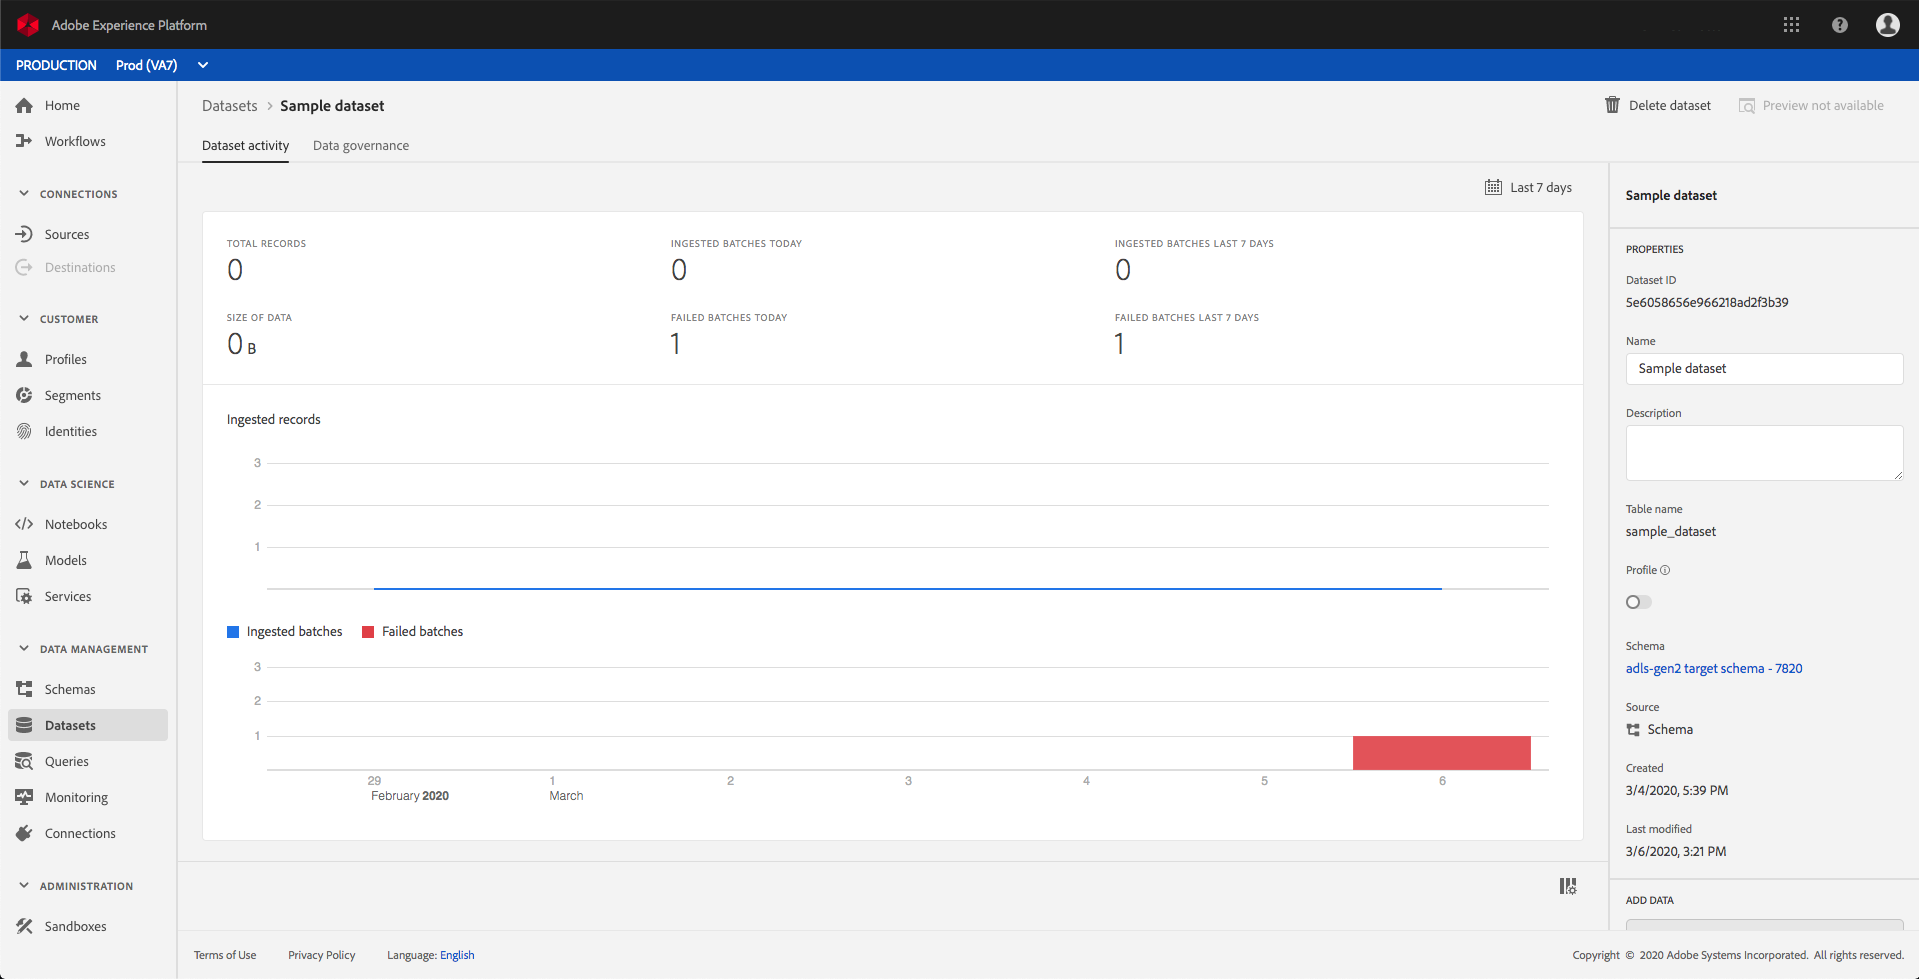 Adobe Experience Platform
PRODUCTION Prod (VA7)
Home
Workflows
CONNECTIONS
Sources
Destinations
CUSTOMER
Profiles
Segments
Identities
DATA SCIENCE
Notebooks
Models
Services
DATA MANAGEMENT
Schemas
Datasets
Queries
Monitoring
Connections
ADMINISTRATION
Sandboxes
Datasets > Sample dataset
Delete dataset
Preview not available
Dataset activity
Data governance
Last 7 days
TOTAL RECORDS
0
INGESTED BATCHES TODAY
0
INGESTED BATCHES LAST 7 DAYS
0
SIZE OF DATA
0 B
FAILED BATCHES TODAY
1
FAILED BATCHES LAST 7 DAYS
1
Ingested records
3
2
1
Ingested batches
Failed batches
3
2
1
29 1 2 3 4 5 6
February 2020 March
Sample dataset
PROPERTIES
Dataset ID
5e6058656e966218ad2f3b39
Name
Sample dataset
Description
Table name
sample_dataset
Profile
Schema
adls-gen2 target schema - 7820
Source
Schema
Created
3/4/2020, 5:39 PM
Last modified
3/6/2020, 3:21 PM
ADD DATA
Terms of Use
Privacy Policy
Language: English
Copyright © 2020 Adobe Systems Incorporated. All rights reserved.